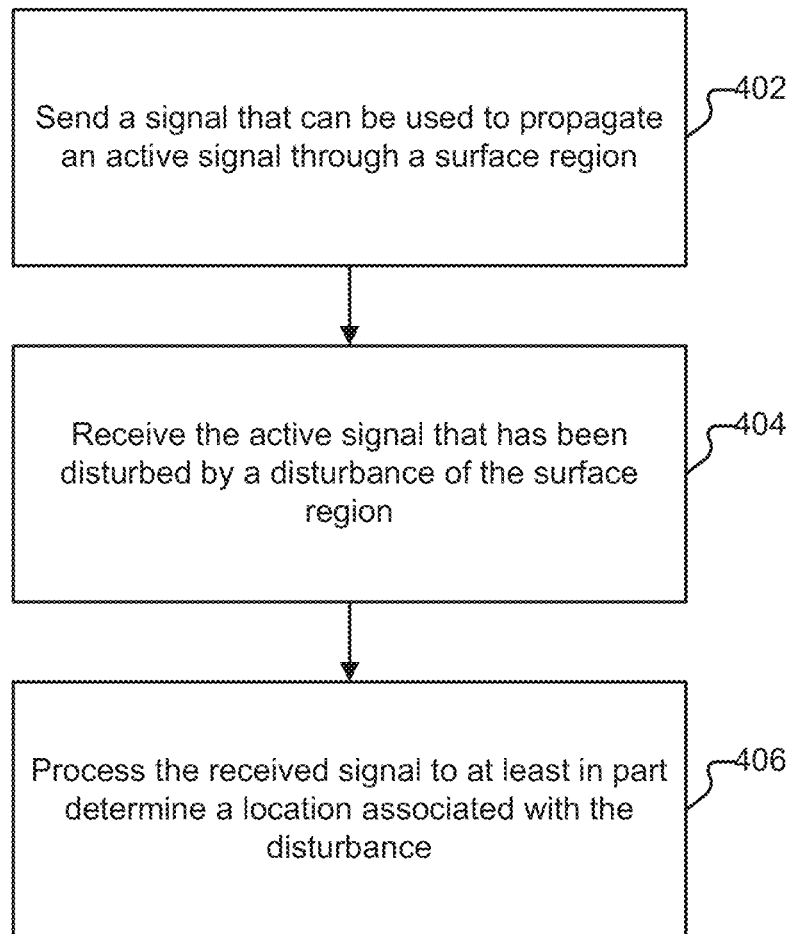 Send a signal that can be used to propagate
an active signal through a surface region
402
Receive the active signal that has been
disturbed by a disturbance of the surface
region
404
Process the received signal to at least in part
determine a location associated with the
disturbance
406